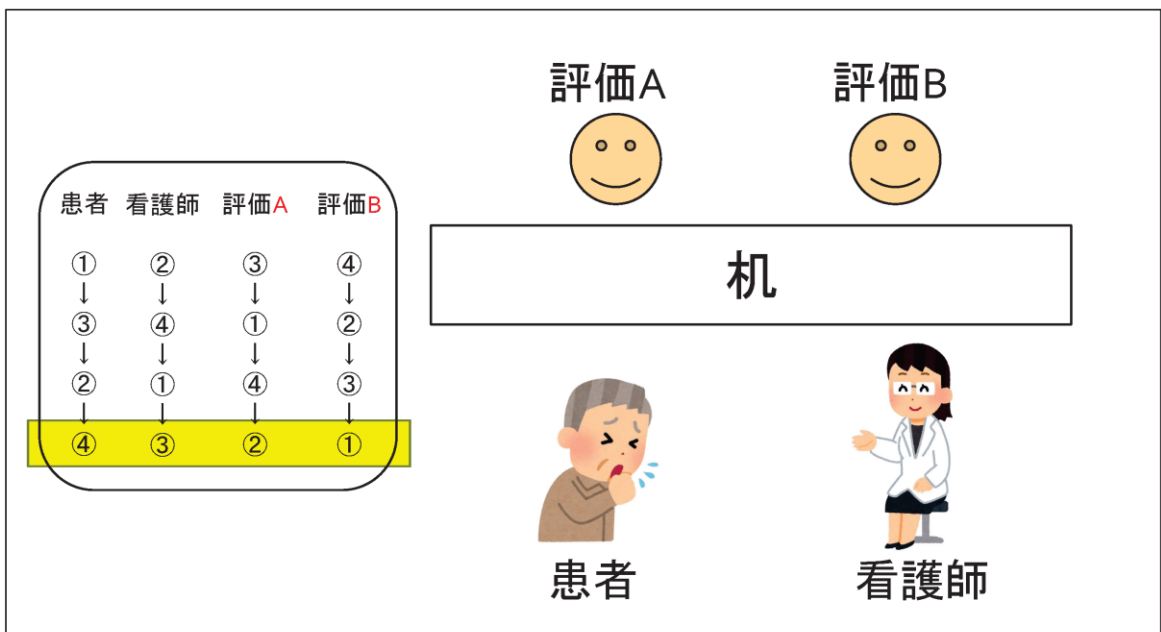 評価A 評価B
患者 看護師 評価A 評価B
① ② ③ ④
↓ ↓ ↓ ↓
③ ④ ① ②
↓ ↓ ↓ ↓
② ① ④ ③
↓ ↓ ↓ ↓
④ ③ ② ①
机
患者 看護師